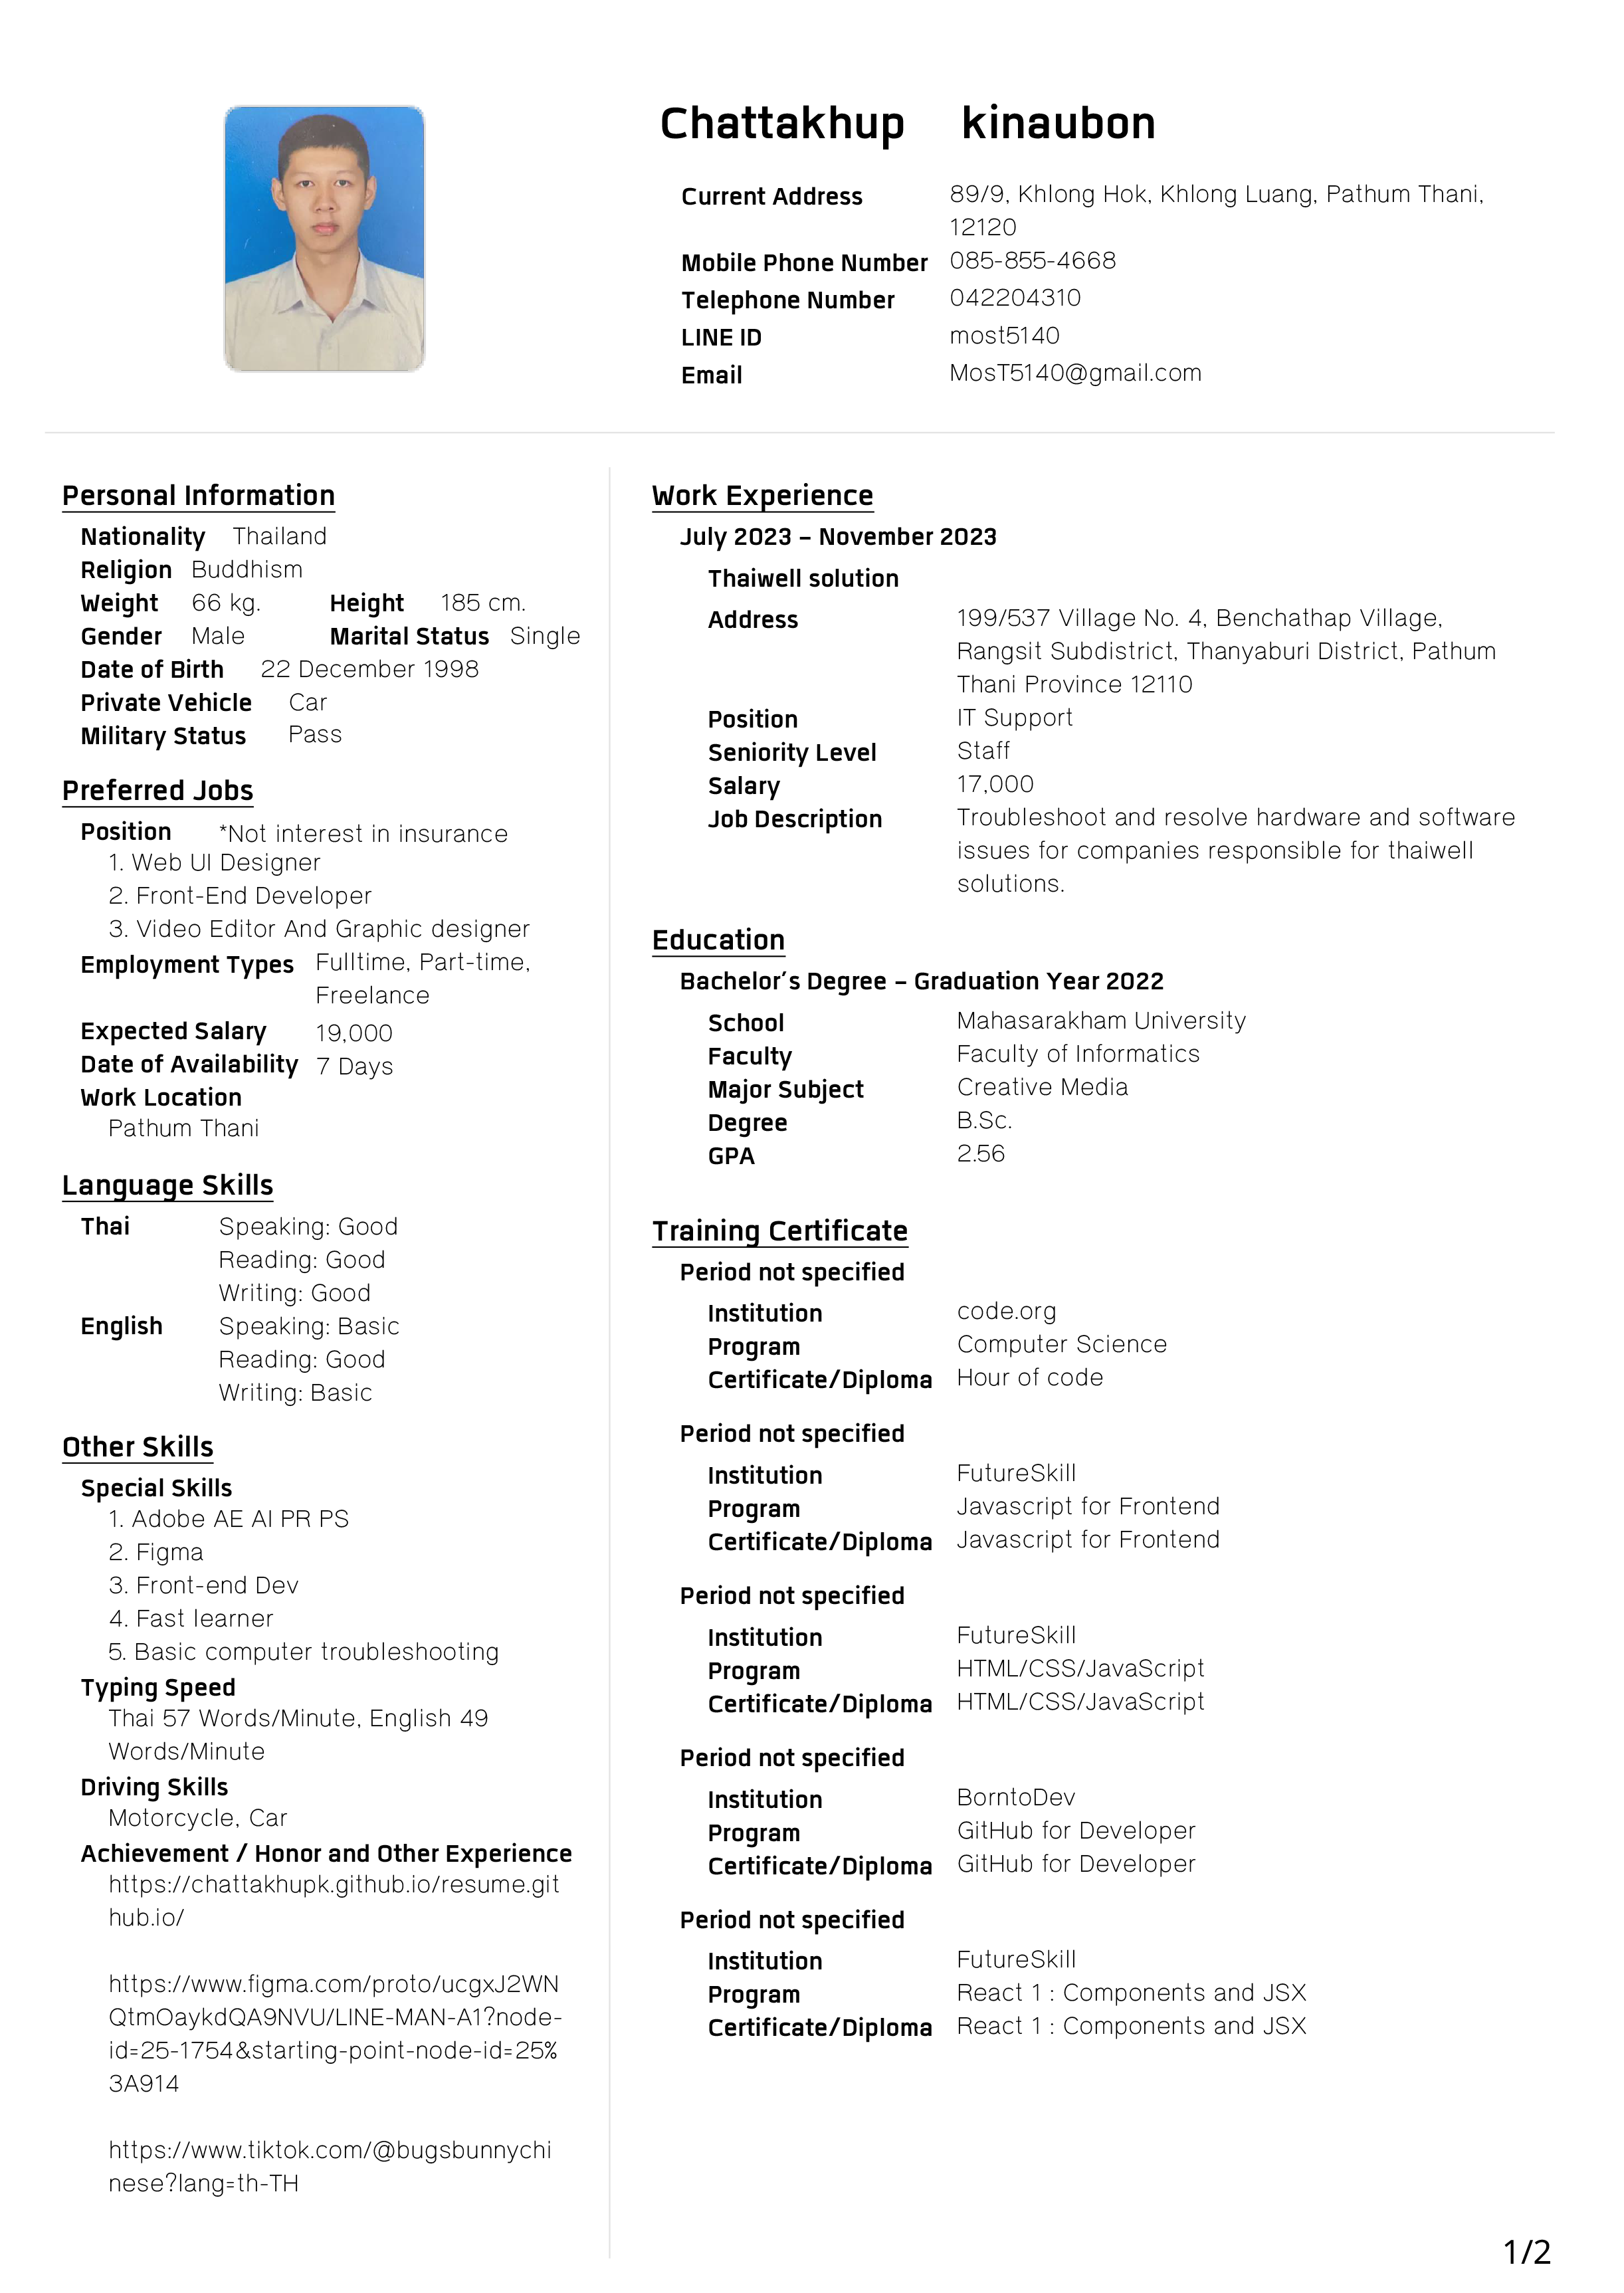 Chattakhup kinaubon
Current Address 89/9, Khlong Hok, Khlong Luang, Pathum Thani,
12120
Mobile Phone Number 085-855-4668
Telephone Number 042204310
LINE ID most5140
Email MosT5140@gmail.com
Personal Information
Nationality Thailand
Religion Buddhism
Weight 66 kg. Height 185 cm.
Gender Male Marital Status Single
Date of Birth 22 December 1998
Private Vehicle Car
Military Status Pass
Preferred Jobs
Position *Not interest in insurance
1. Web UI Designer
2. Front-End Developer
3. Video Editor And Graphic designer
Employment Types Fulltime, Part-time,
Freelance
Expected Salary 19,000
Date of Availability 7 Days
Work Location
Pathum Thani
Language Skills
Thai Speaking: Good
Reading: Good
Writing: Good
English Speaking: Basic
Reading: Good
Writing: Basic
Other Skills
Special Skills
1. Adobe AE AI PR PS
2. Figma
3. Front-end Dev
4. Fast learner
5. Basic computer troubleshooting
Typing Speed
Thai 57 Words/Minute, English 49
Words/Minute
Driving Skills
Motorcycle, Car
Achievement / Honor and Other Experience
https://chattakhupk.github.io/resume.git
hub.io/
https://www.figma.com/proto/ucgxJ2WN
QtmOaykdQA9NVU/LINE-MAN-A1?node-
id=25-1754&starting-point-node-id=25%
3A914
https://www.tiktok.com/@bugsbunnychi
nese?lang=th-TH
Work Experience
July 2023 - November 2023
Thaiwell solution
Address 199/537 Village No. 4, Benchathap Village,
Rangsit Subdistrict, Thanyaburi District, Pathum
Thani Province 12110
Position IT Support
Seniority Level Staff
Salary 17,000
Job Description Troubleshoot and resolve hardware and software
issues for companies responsible for thaiwell
solutions.
Education
Bachelor's Degree - Graduation Year 2022
School Mahasarakham University
Faculty Faculty of Informatics
Major Subject Creative Media
Degree B.Sc.
GPA 2.56
Training Certificate
Period not specified
Institution code.org
Program Computer Science
Certificate/Diploma Hour of code
Period not specified
Institution FutureSkill
Program Javascript for Frontend
Certificate/Diploma Javascript for Frontend
Period not specified
Institution FutureSkill
Program HTML/CSS/JavaScript
Certificate/Diploma HTML/CSS/JavaScript
Period not specified
Institution BorntoDev
Program GitHub for Developer
Certificate/Diploma GitHub for Developer
Period not specified
Institution FutureSkill
Program React 1 : Components and JSX
Certificate/Diploma React 1 : Components and JSX
1/2